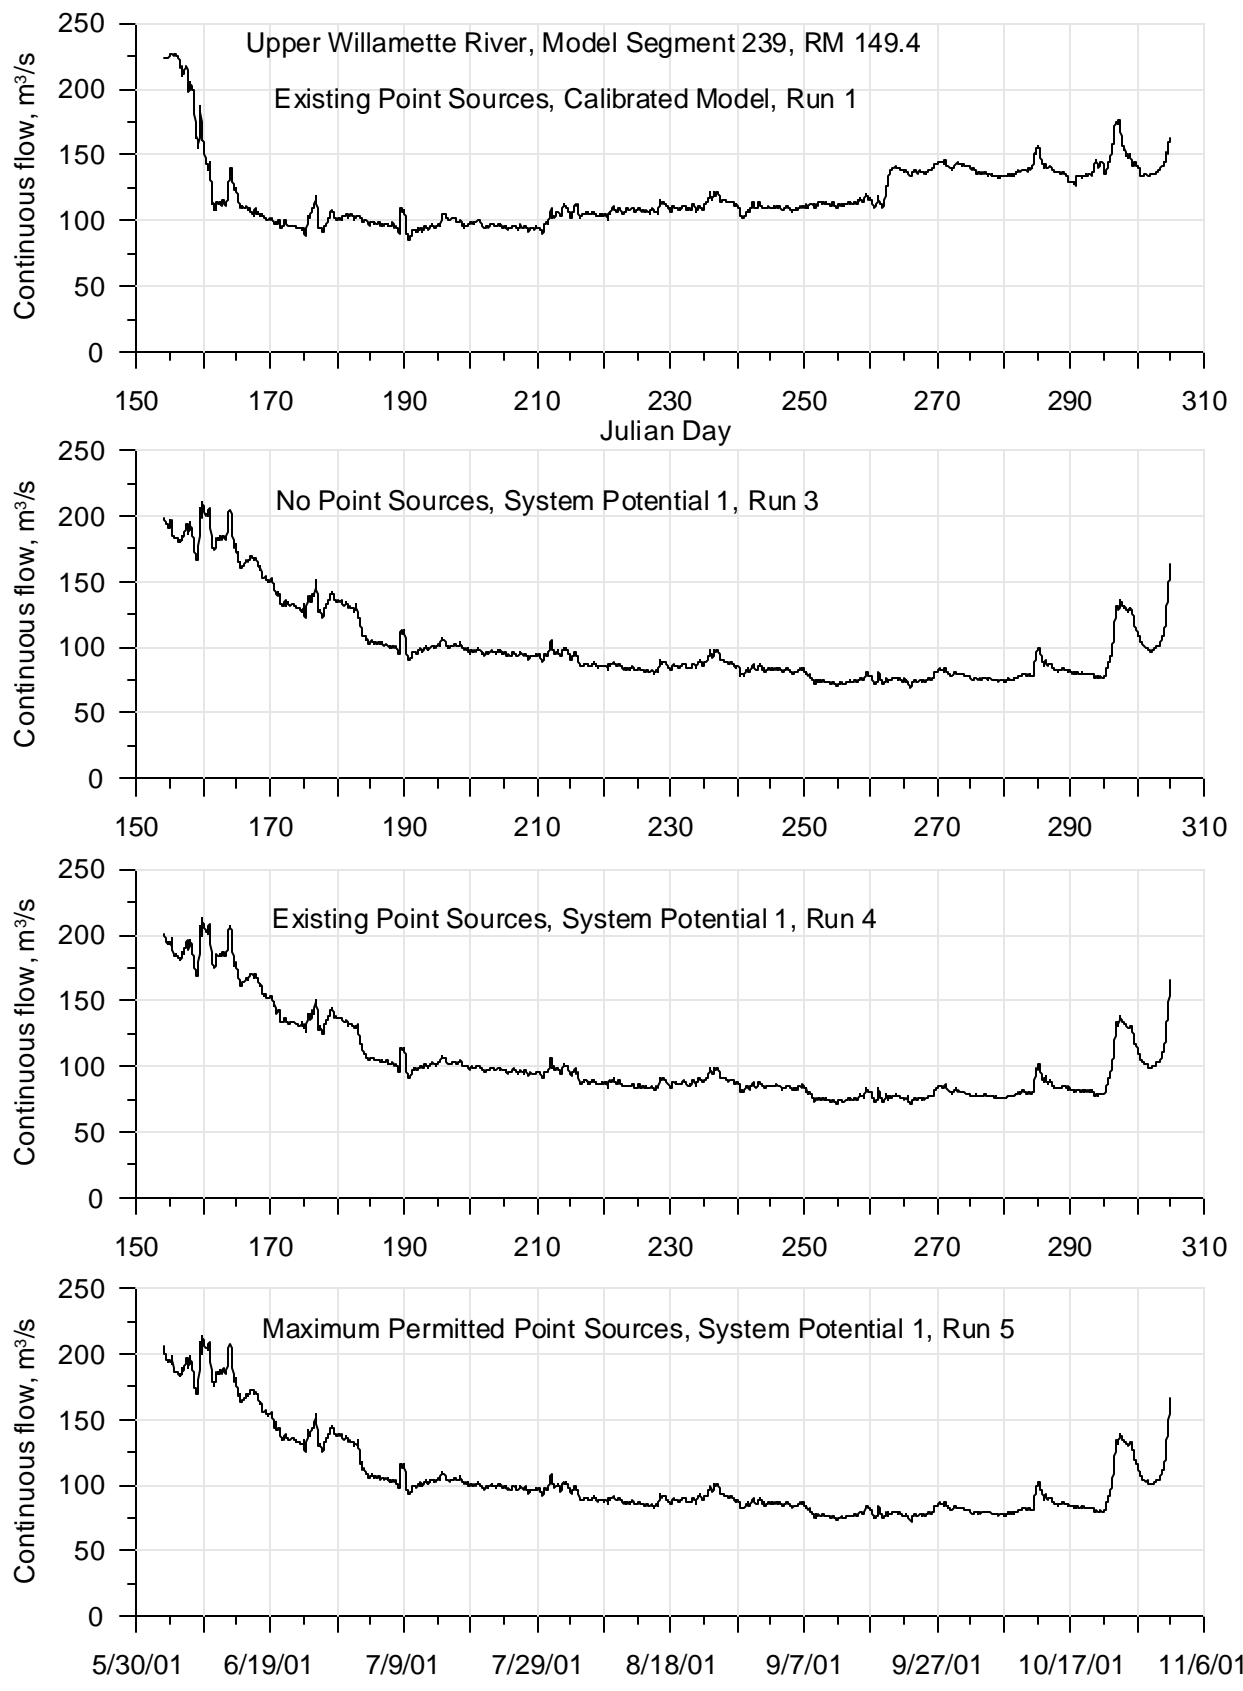 Continuous flow, m³/s
250
200
150
100
50
0
Upper Willamette River, Model Segment 239, RM 149.4
Existing Point Sources, Calibrated Model, Run 1
150 170 190 210 230 250 270 290 310
Julian Day
Continuous flow, m³/s
250
200
150
100
50
0
No Point Sources, System Potential 1, Run 3
150 170 190 210 230 250 270 290 310
Continuous flow, m³/s
250
200
150
100
50
0
Existing Point Sources, System Potential 1, Run 4
150 170 190 210 230 250 270 290 310
Continuous flow, m³/s
250
200
150
100
50
0
Maximum Permitted Point Sources, System Potential 1, Run 5
5/30/01 6/19/01 7/9/01 7/29/01 8/18/01 9/7/01 9/27/01 10/17/01 11/6/01